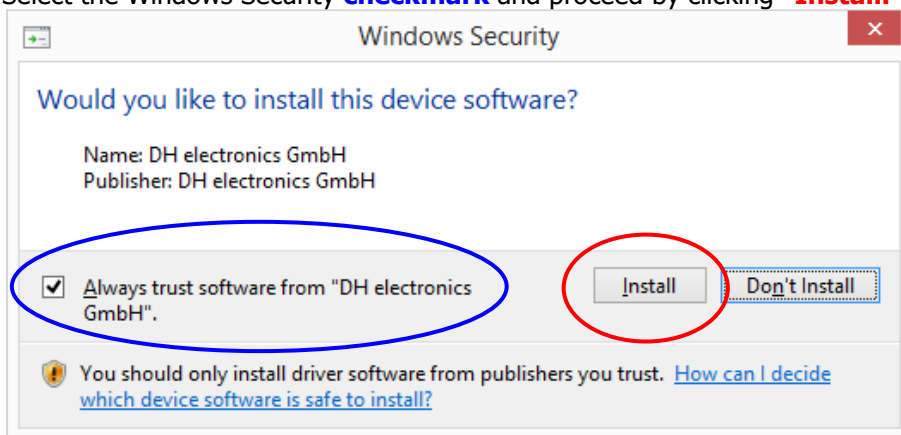 Select the Windows Security checkmark and proceed by clicking "Install"
Windows Security
Would you like to install this device software?
Name: DH electronics GmbH
Publisher: DH electronics GmbH
Always trust software from "DH electronics
GmbH".
Install
Don't Install
You should only install driver software from publishers you trust. How can I decide
which device software is safe to install?